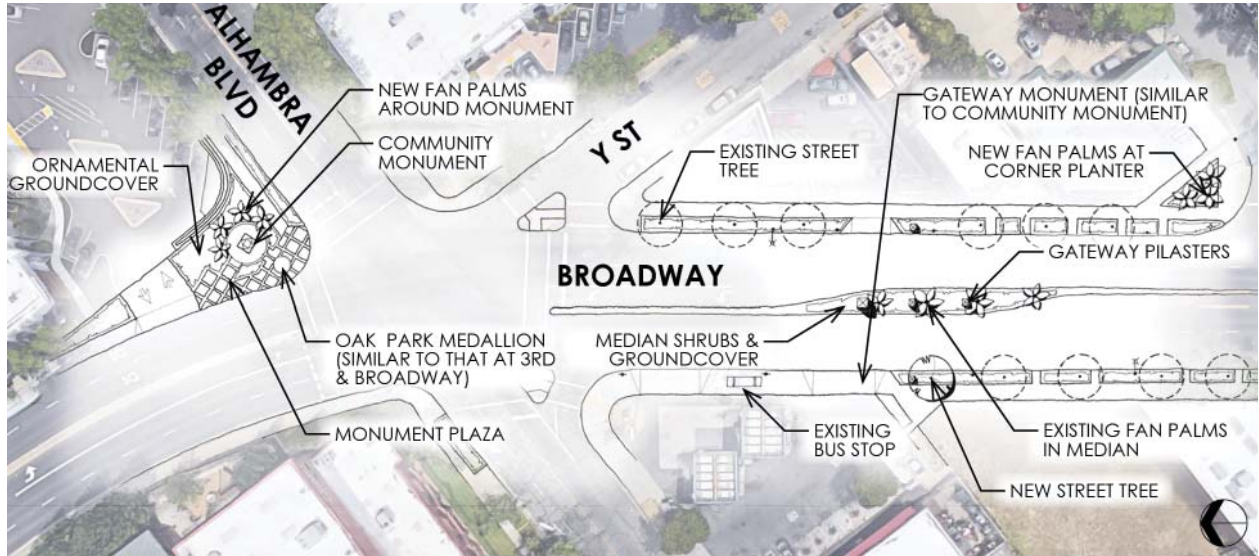 ALHAMBRA
BLVD
NEW FAN PALMS
AROUND MONUMENT
COMMUNITY
MONUMENT
ORNAMENTAL
GROUNDCOVER
Y ST
EXISTING STREET
TREE
GATEWAY MONUMENT (SIMILAR
TO COMMUNITY MONUMENT)
NEW FAN PALMS AT
CORNER PLANTER
BROADWAY
GATEWAY PILASTERS
OAK PARK MEDALLION
(SIMILAR TO THAT AT 3RD
& BROADWAY)
MEDIAN SHRUBS &
GROUNDCOVER
MONUMENT PLAZA
EXISTING
BUS STOP
EXISTING FAN PALMS
IN MEDIAN
NEW STREET TREE